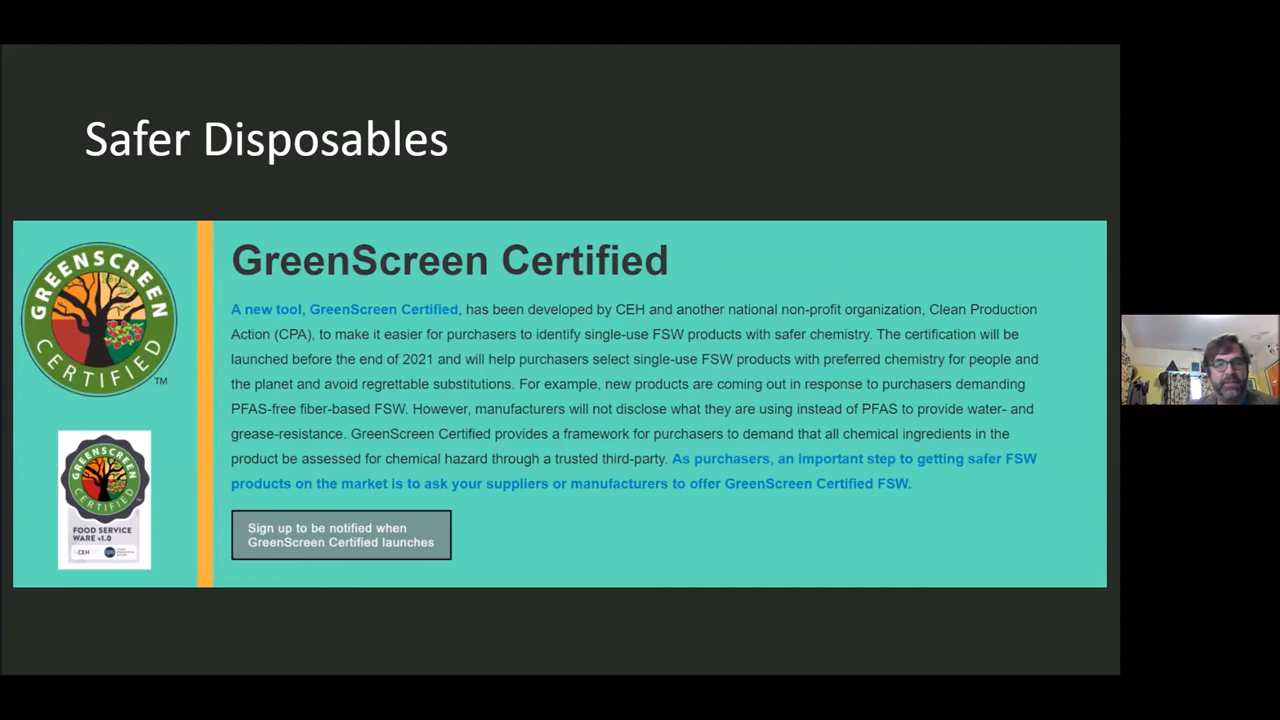 Safer Disposables
GREENSCREEN
CERTIFIED
TM
GREENSCREEN
CERTIFIED
FOOD SERVICE
WARE v1.0
CEH
GreenScreen Certified
A new tool, GreenScreen Certified, has been developed by CEH and another national non-profit organization, Clean Production
Action (CPA), to make it easier for purchasers to identify single-use FSW products with safer chemistry. The certification will be
launched before the end of 2021 and will help purchasers select single-use FSW products with preferred chemistry for people and
the planet and avoid regrettable substitutions. For example, new products are coming out in response to purchasers demanding
PFAS-free fiber-based FSW. However, manufacturers will not disclose what they are using instead of PFAS to provide water- and
grease-resistance. GreenScreen Certified provides a framework for purchasers to demand that all chemical ingredients in the
product be assessed for chemical hazard through a trusted third-party. As purchasers, an important step to getting safer FSW
products on the market is to ask your suppliers or manufacturers to offer GreenScreen Certified FSW.
Sign up to be notified when
GreenScreen Certified launches